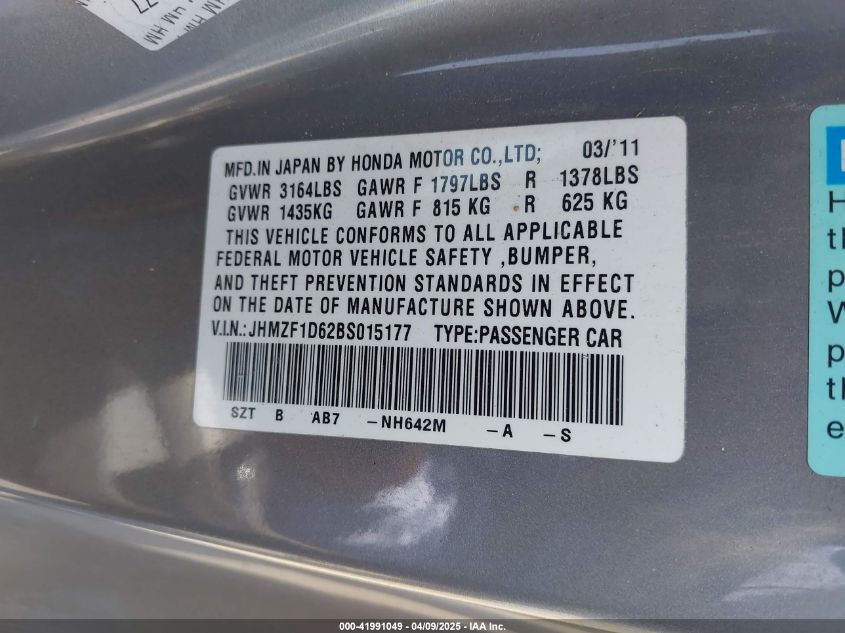 MFD.IN JAPAN BY HONDA MOTOR CO.,LTD; 03/'11
GVWR 3164LBS GAWR F 1797LBS R 1378LBS
GVWR 1435KG GAWR F 815 KG R 625 KG
THIS VEHICLE CONFORMS TO ALL APPLICABLE
FEDERAL MOTOR VEHICLE SAFETY ,BUMPER,
AND THEFT PREVENTION STANDARDS IN EFFECT
ON THE DATE OF MANUFACTURE SHOWN ABOVE.
V.I.N.:JHMZF1D62BS015177 TYPE:PASSENGER CAR
SZT B AB7 -NH642M -A -S
000-41991049 / 04/09/2025 - IAA Inc.